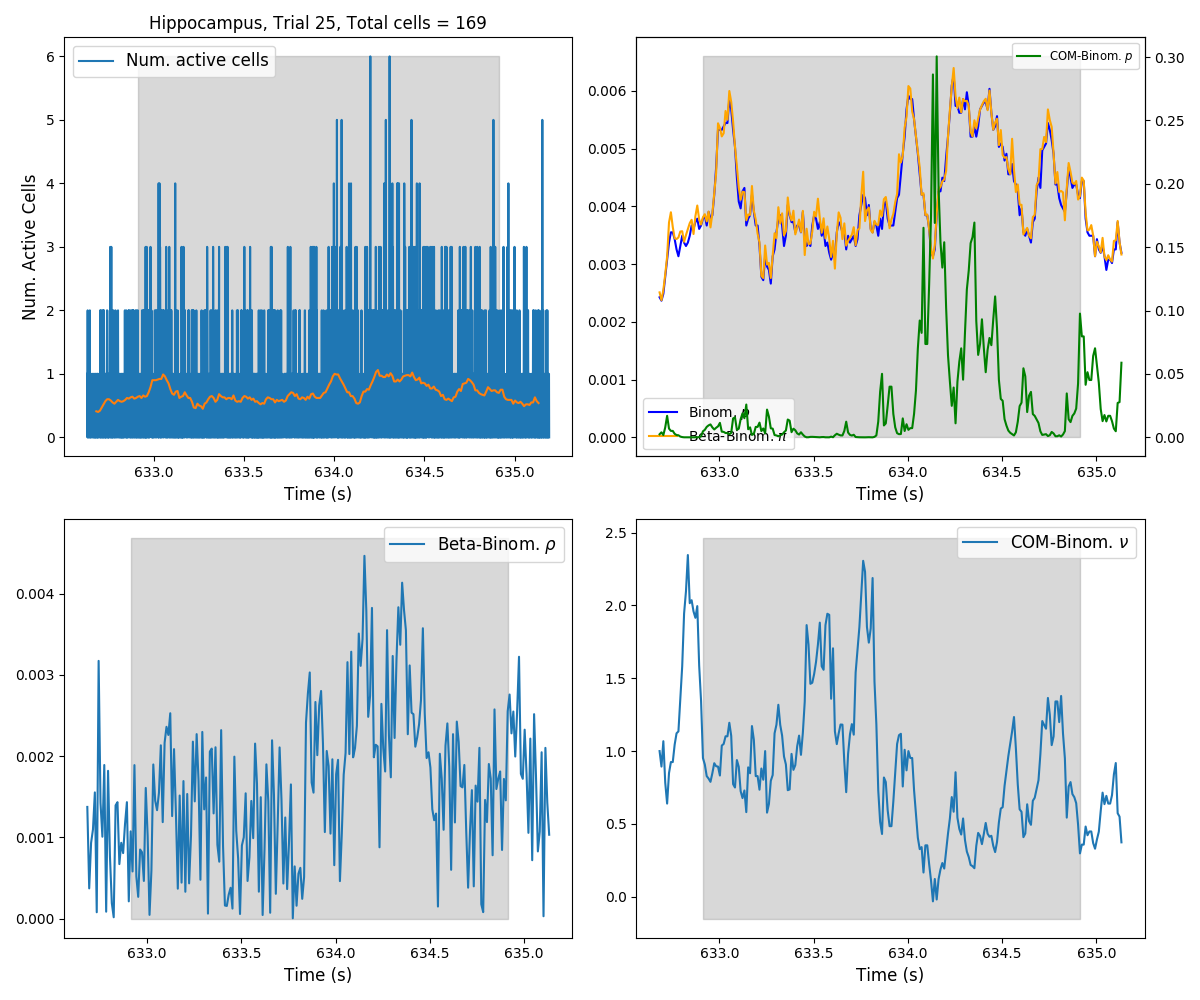 Hippocampus, Trial 25, Total cells = 169
Num. active cells
Num. Active Cells
6
5
4
3
2
1
0
633.0 633.5 634.0 634.5 635.0
Time (s)
COM-Binom. p
0.006
0.005
0.004
0.003
0.002
0.001
0.000
0.30
0.25
0.20
0.15
0.10
0.05
0.00
Binom. p
Beta-Binom. π
633.0 633.5 634.0 634.5 635.0
Time (s)
Beta-Binom. ρ
0.004
0.003
0.002
0.001
0.000
633.0 633.5 634.0 634.5 635.0
Time (s)
COM-Binom. ν
2.5
2.0
1.5
1.0
0.5
0.0
633.0 633.5 634.0 634.5 635.0
Time (s)